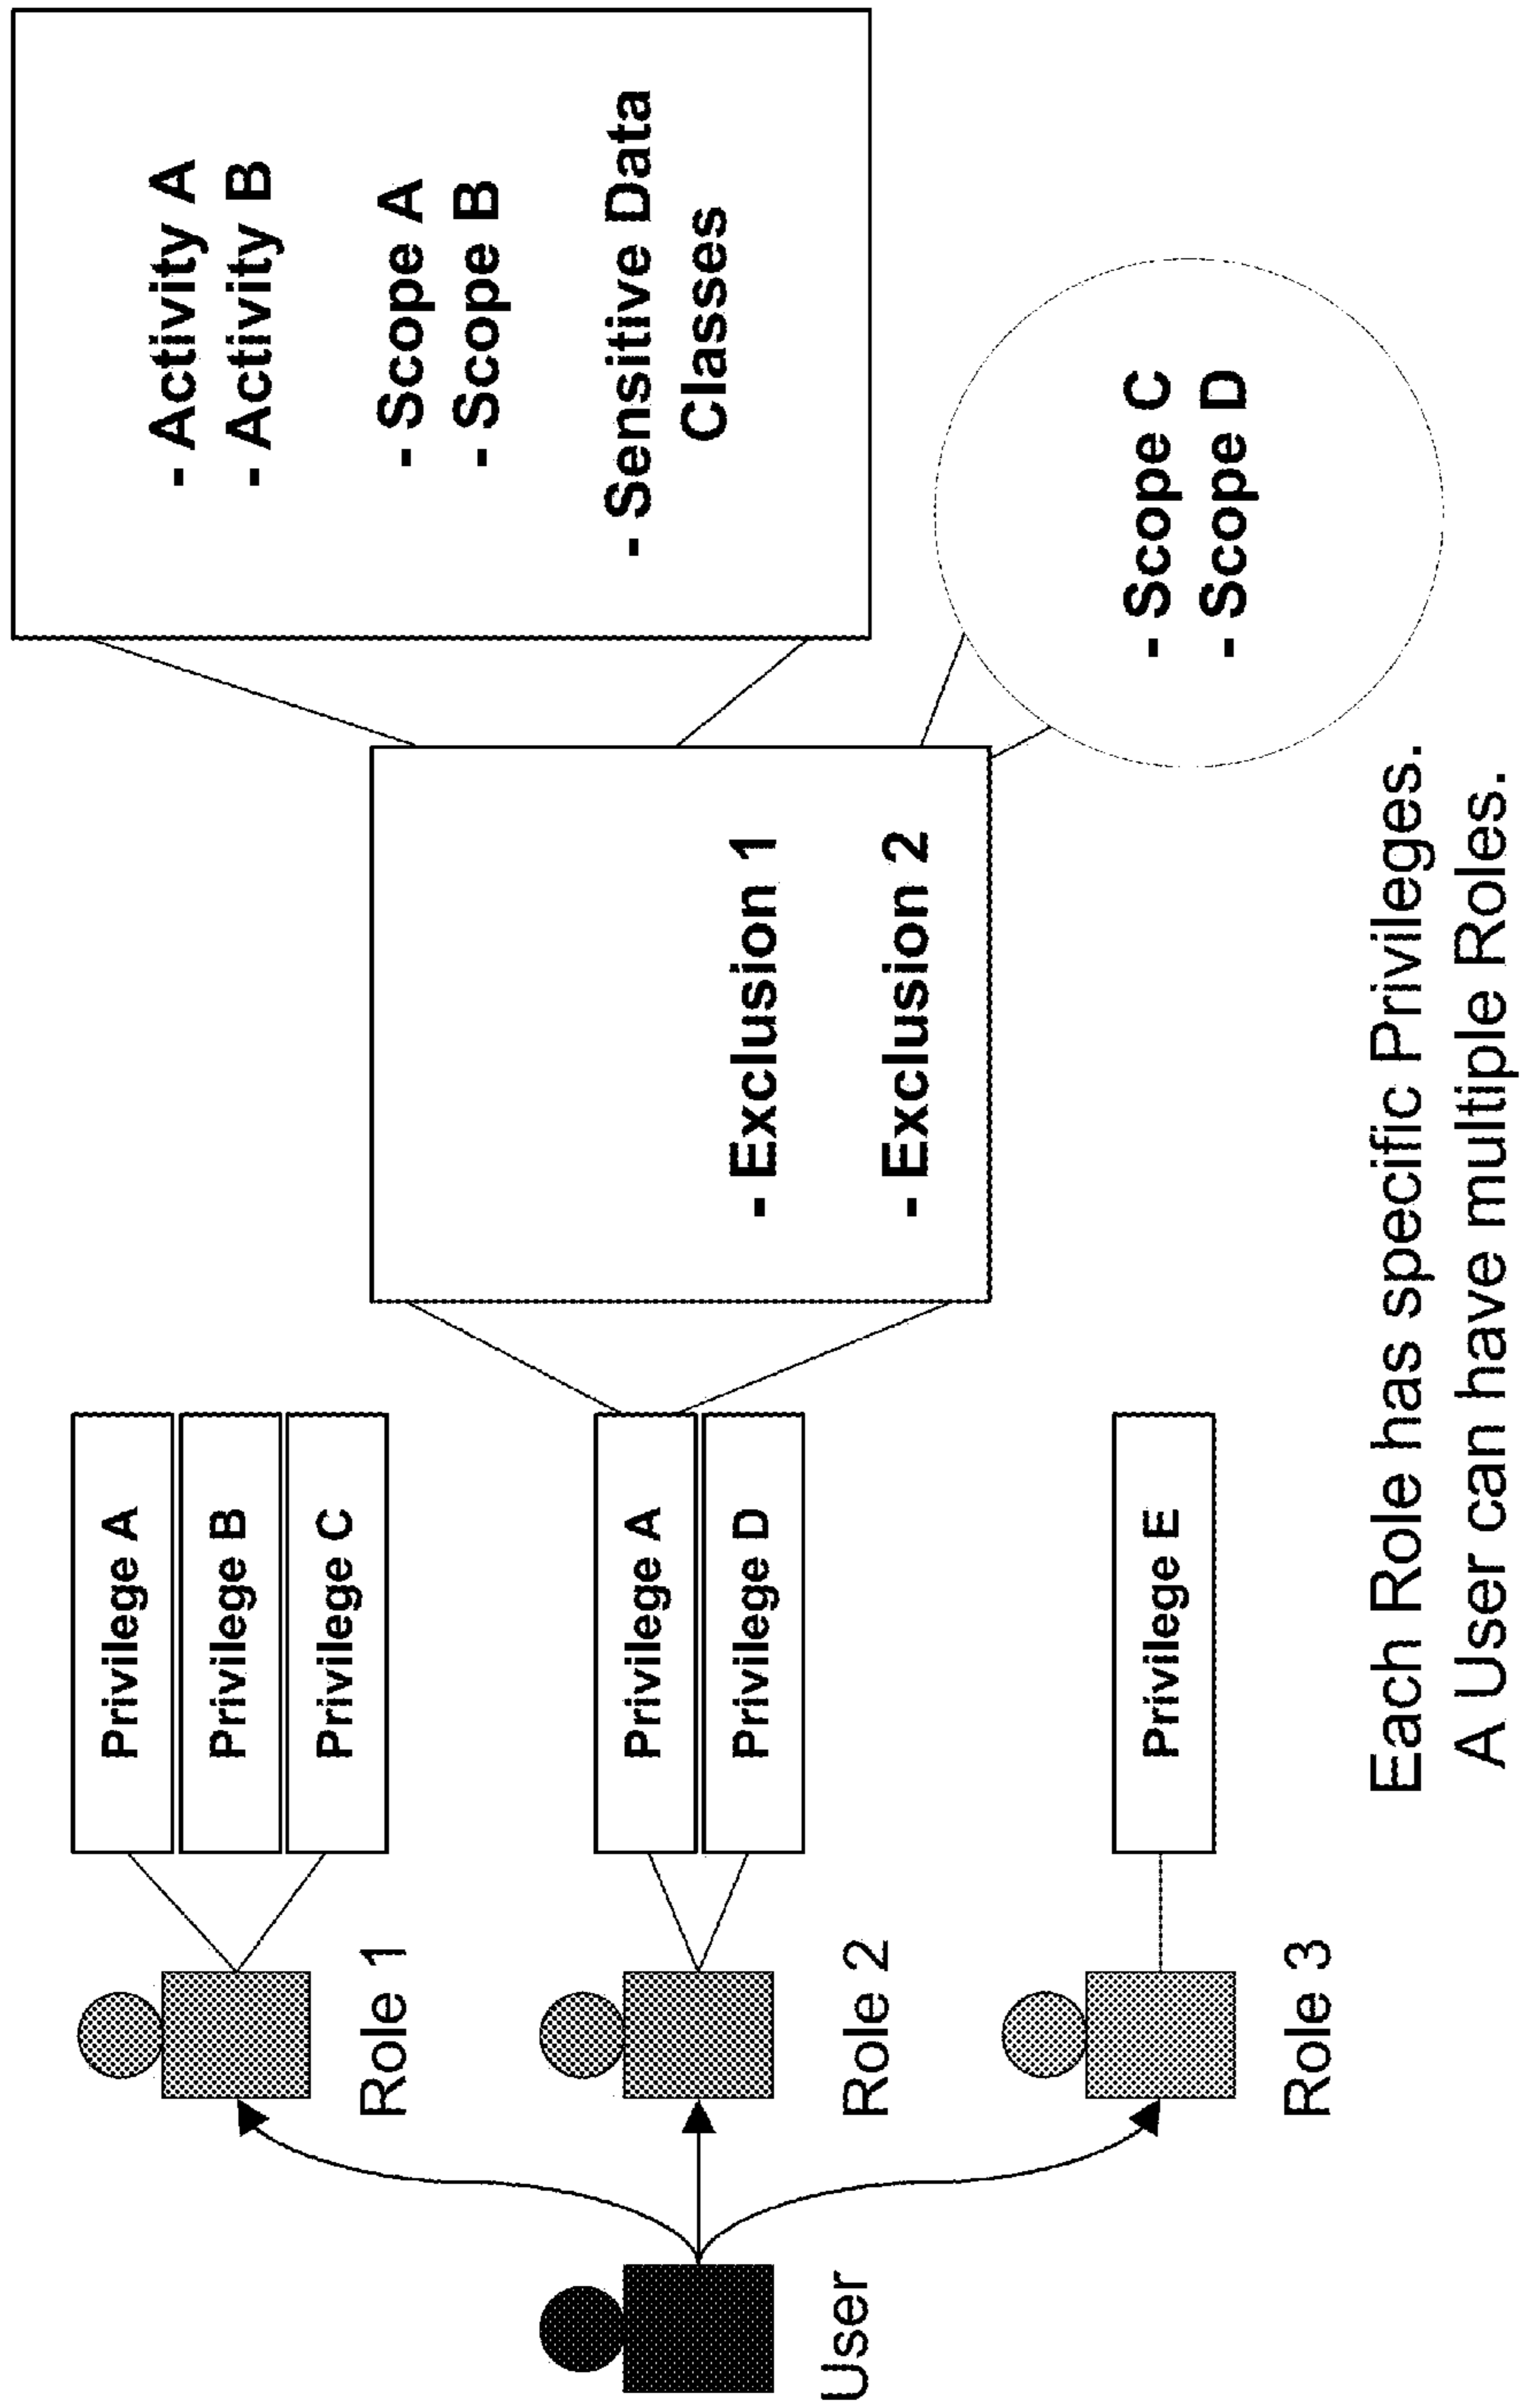 User
Role 1
Role 2
Role 3
Privilege A
Privilege B
Privilege C
Privilege A
Privilege D
Privilege E
- Exclusion 1
- Exclusion 2
- Activity A
- Activity B
- Scope A
- Scope B
- Sensitive Data
Classes
- Scope C
- Scope D
Each Role has specific Privileges.
A User can have multiple Roles.